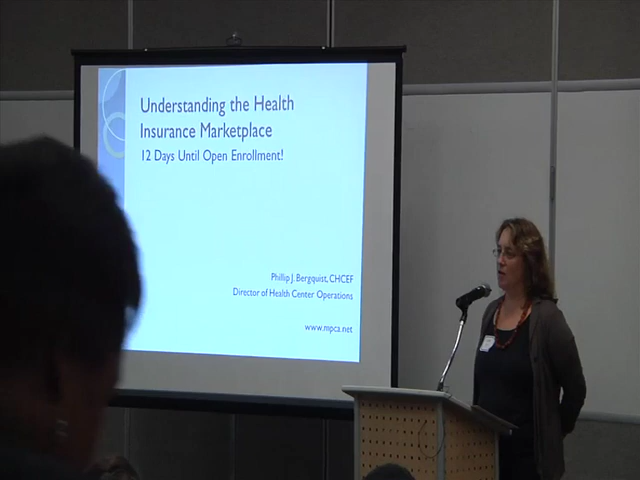 Understanding the Health
Insurance Marketplace
12 Days Until Open Enrollment!
Phillip J. Bergquist, CHCEF
Director of Health Center Operations
www.mpca.net